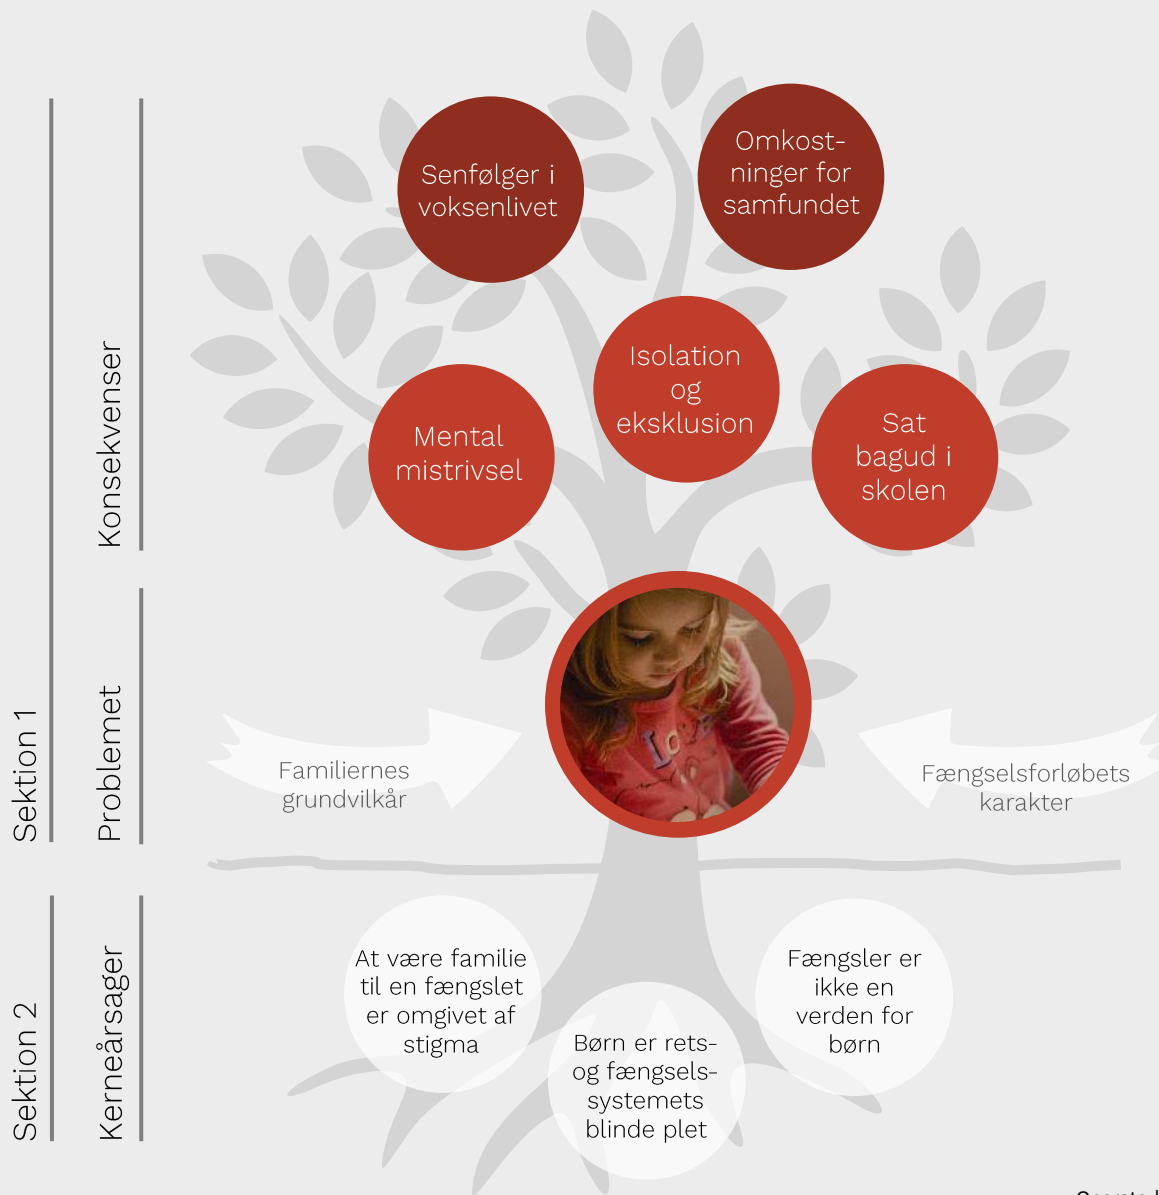 Sektion 1
Konsekvenser
Senfølger i
voksenlivet
Omkost-
ninger for
samfundet
Isolation
og
eksklusion
Mental
mistrivsel
Sat
bagud i
skolen
Problemet
Familiernes
grundvilkår
Fængselsforløbets
karakter
Sektion 2
Kerneårsager
At være familie
til en fængslet
er omgivet af
stigma
Børn er rets-
og fængsels-
systemets
blinde plet
Fængsler er
ikke en
verden for
børn